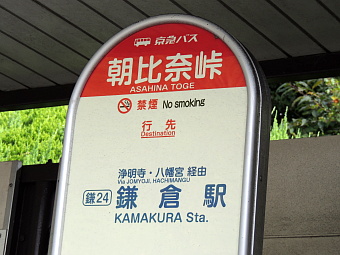 京急バス
朝比奈峠
ASAHINA TOGE
禁煙 No smoking
行先
Destination
浄明寺・八幡宮 経由
Via JOMYOJI, HACHIMANGU
鎌24 鎌倉駅
KAMAKURA Sta.